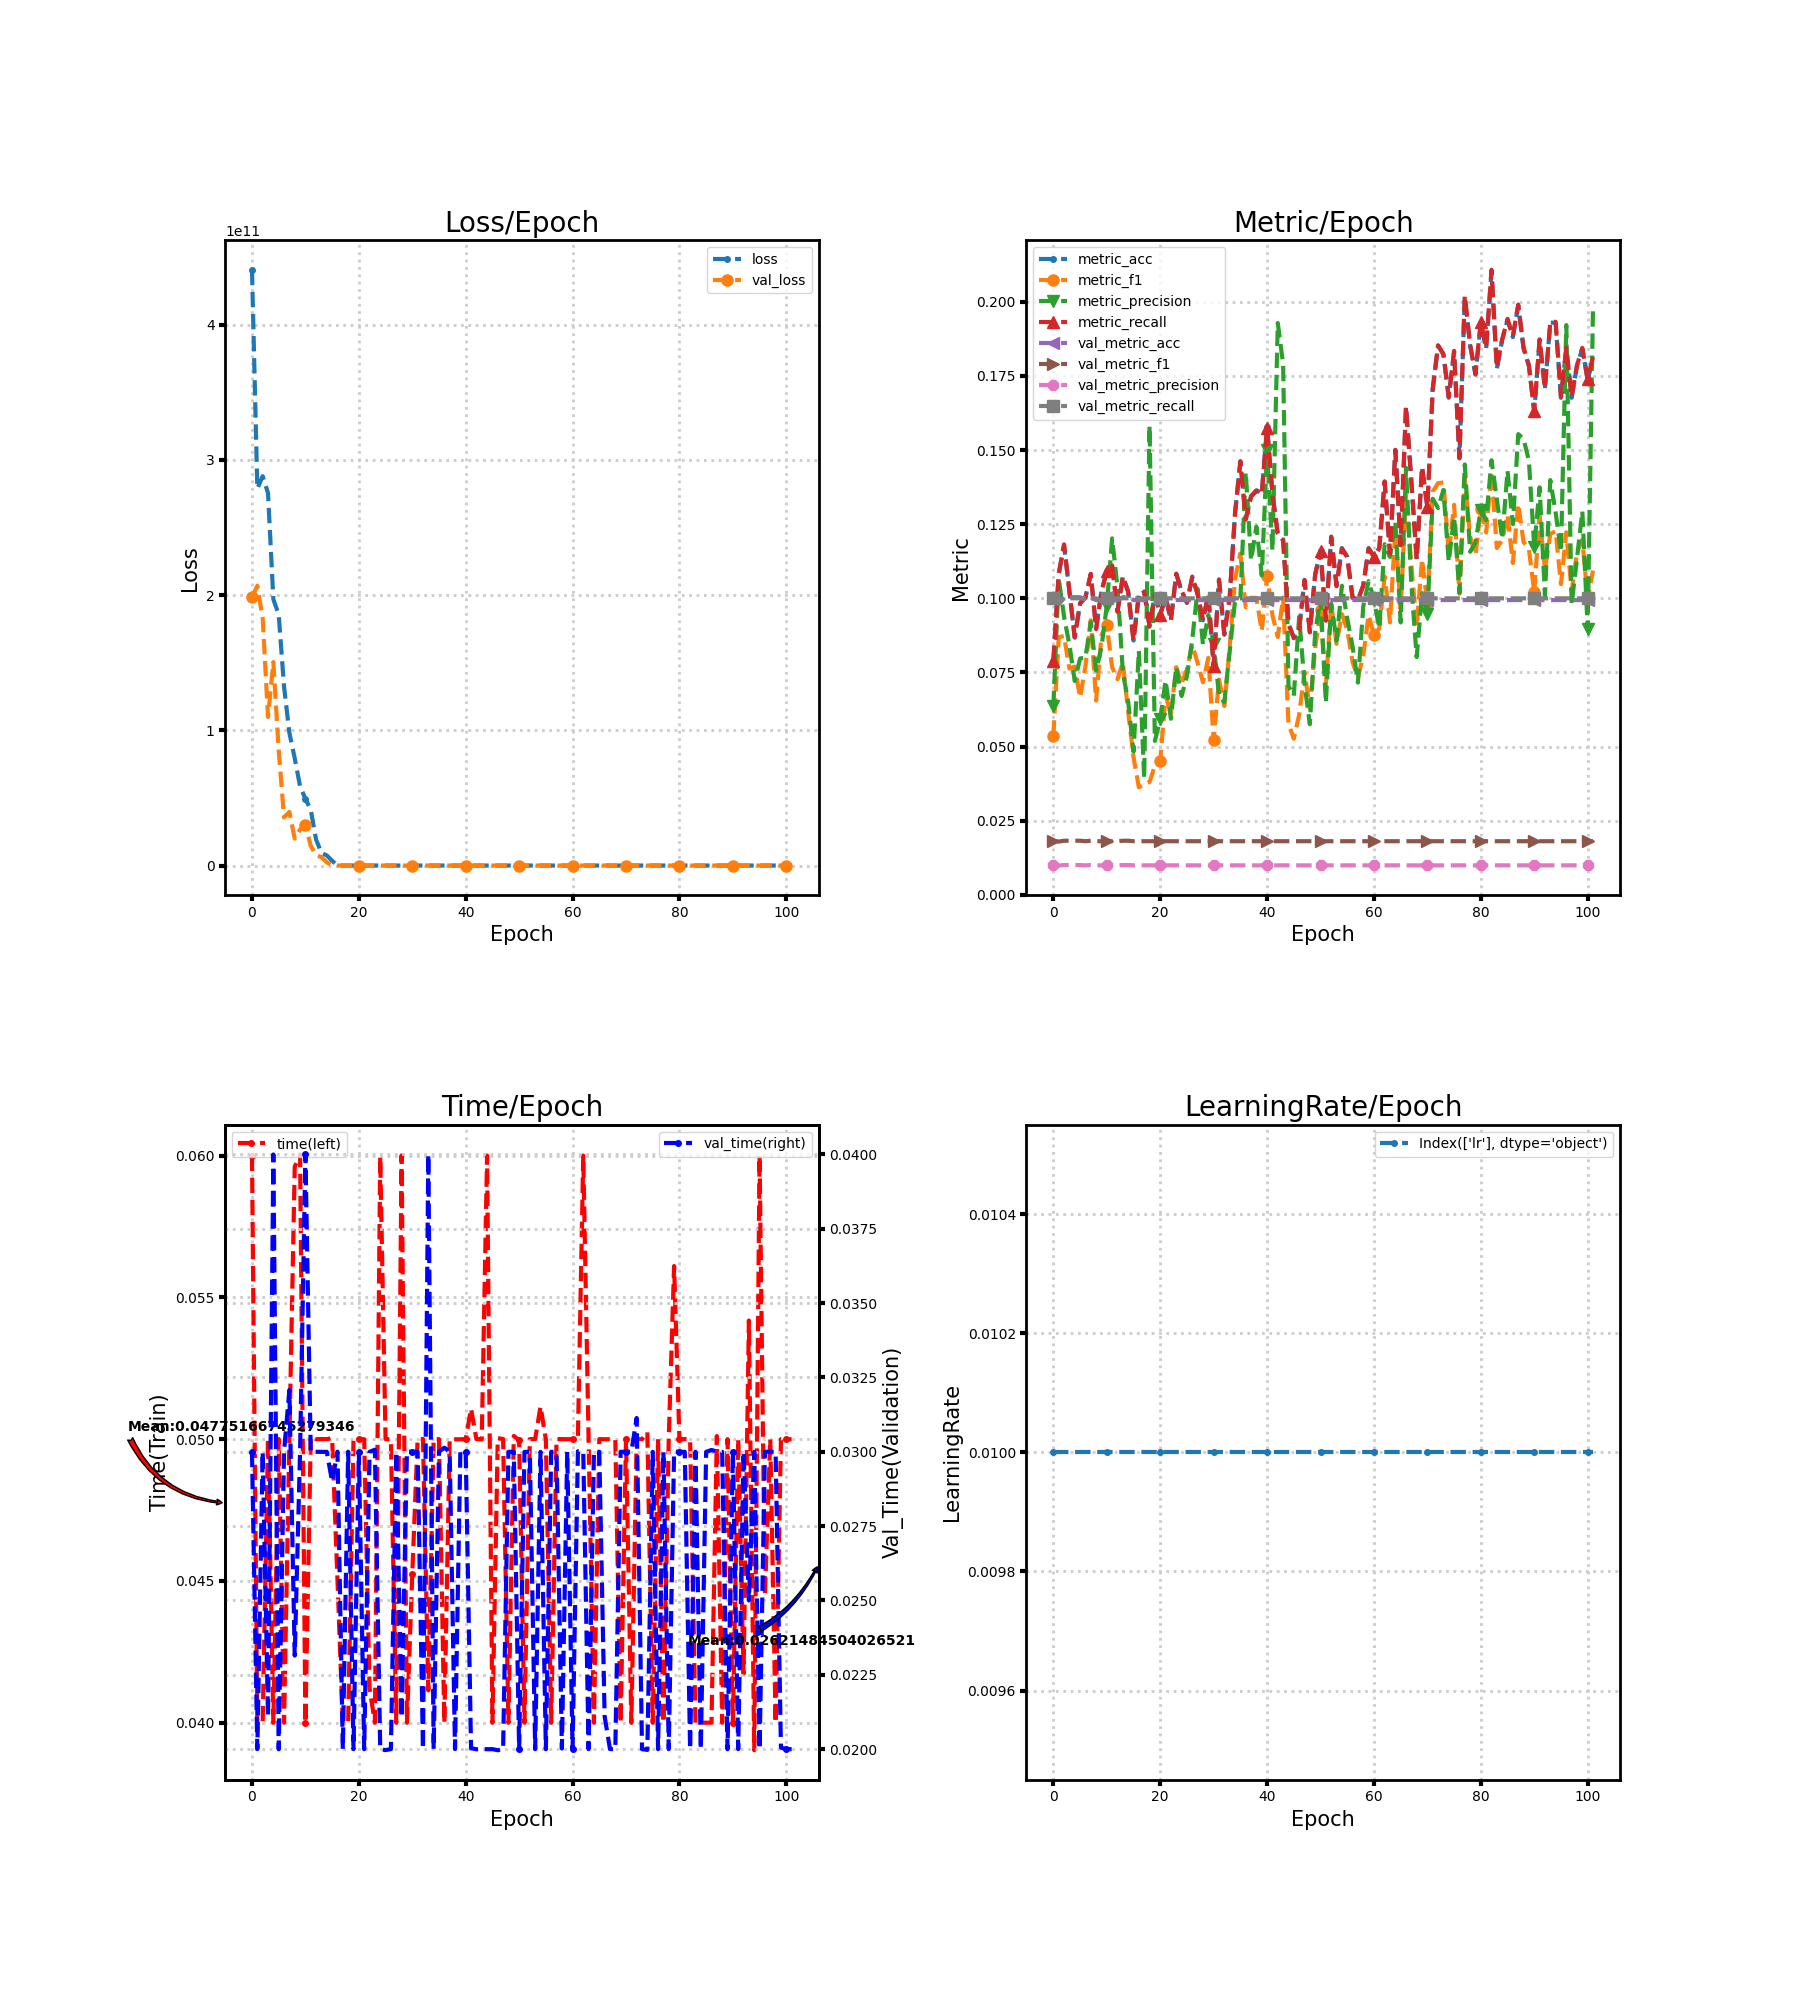 Loss/Epoch
1e11
loss
val_loss
4
3
2
1
0
Loss
0 20 40 60 80 100
Epoch
Metric/Epoch
metric_acc
metric_f1
metric_precision
metric_recall
val_metric_acc
val_metric_f1
val_metric_precision
val_metric_recall
0.200
0.175
0.150
0.125
0.100
0.075
0.050
0.025
0.000
Metric
0 20 40 60 80 100
Epoch
Time/Epoch
time(left)
val_time(right)
0.060
0.055
0.050
0.045
0.040
Time(Train)
Mean:0.04775166745279346
0.0400
0.0375
0.0350
0.0325
0.0300
0.0275
0.0250
0.0225
0.0200
Val_Time(Validation)
Mean:0.02621484504026521
0 20 40 60 80 100
Epoch
LearningRate/Epoch
Index(['lr'], dtype='object')
0.0104
0.0102
0.0100
0.0098
0.0096
LearningRate
0 20 40 60 80 100
Epoch